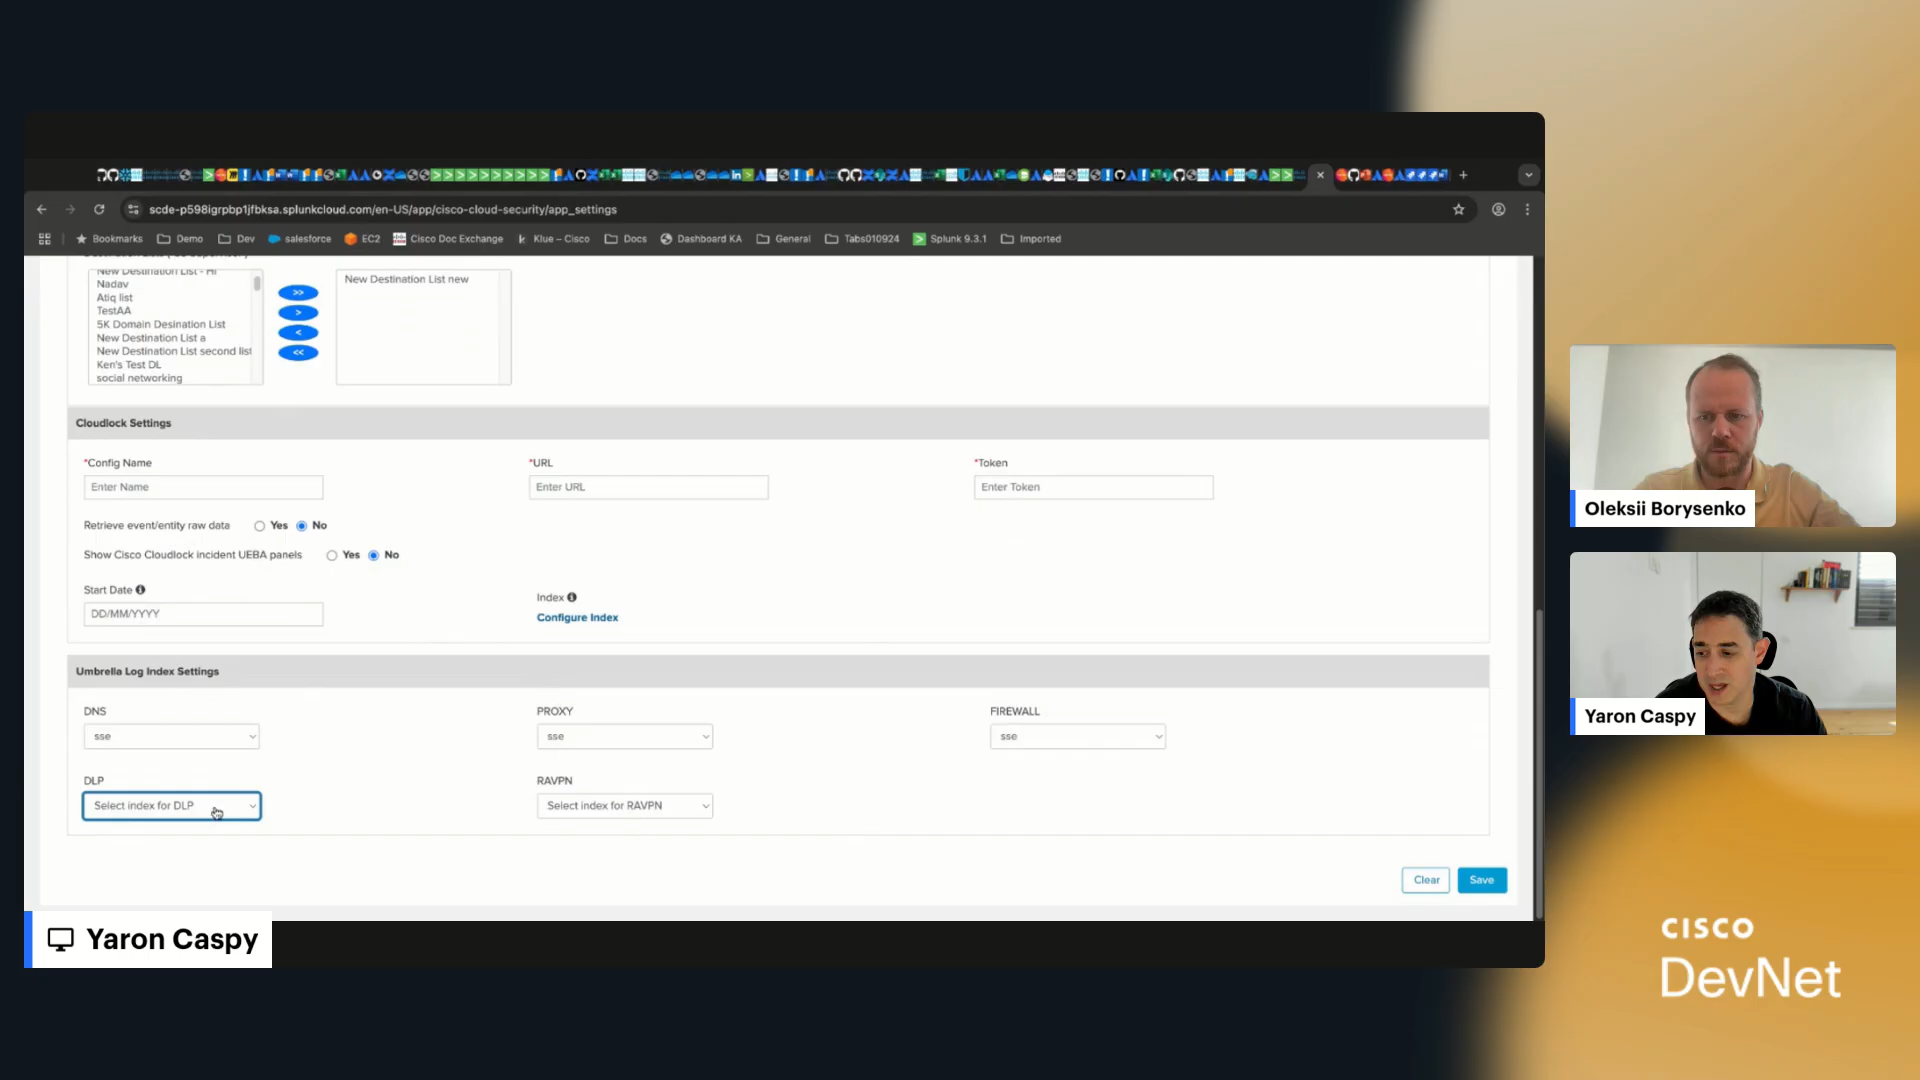 scde-p598igrpbp1jfbksa.splunkcloud.com/en-US/app/cisco-cloud-security/app_settings
Bookmarks Demo Dev salesforce EC2 Cisco Doc Exchange Klue – Cisco Docs Dashboard KA General Tabs010924 Splunk 9.3.1 Imported
New Destination List - Hi
Nadav
Atiq list
TestAA
5K Domain Desination List
New Destination List a
New Destination List second list
Ken's Test DL
social networking
>>
>
<
<<
New Destination List new
Cloudlock Settings
*Config Name
Enter Name
*URL
Enter URL
*Token
Enter Token
Retrieve event/entity raw data Yes No
Show Cisco Cloudlock incident UEBA panels Yes No
Start Date
DD/MM/YYYY
Index
Configure Index
Umbrella Log Index Settings
DNS
sse
PROXY
sse
FIREWALL
sse
DLP
Select index for DLP
RAVPN
Select index for RAVPN
Clear Save
Yaron Caspy
Oleksii Borysenko
Yaron Caspy
CISCO
DevNet